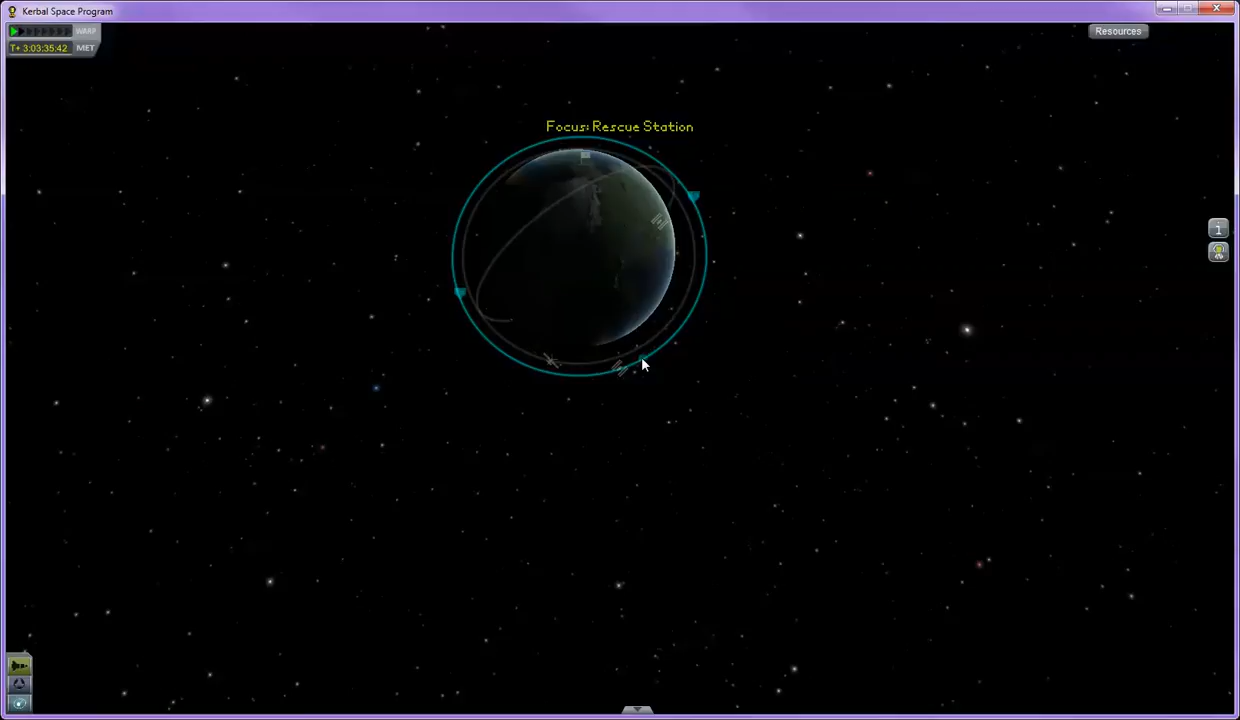 Kerbal Space Program
WARP
T+ 3:03:35:42 MET
Resources
Focus: Rescue Station
i